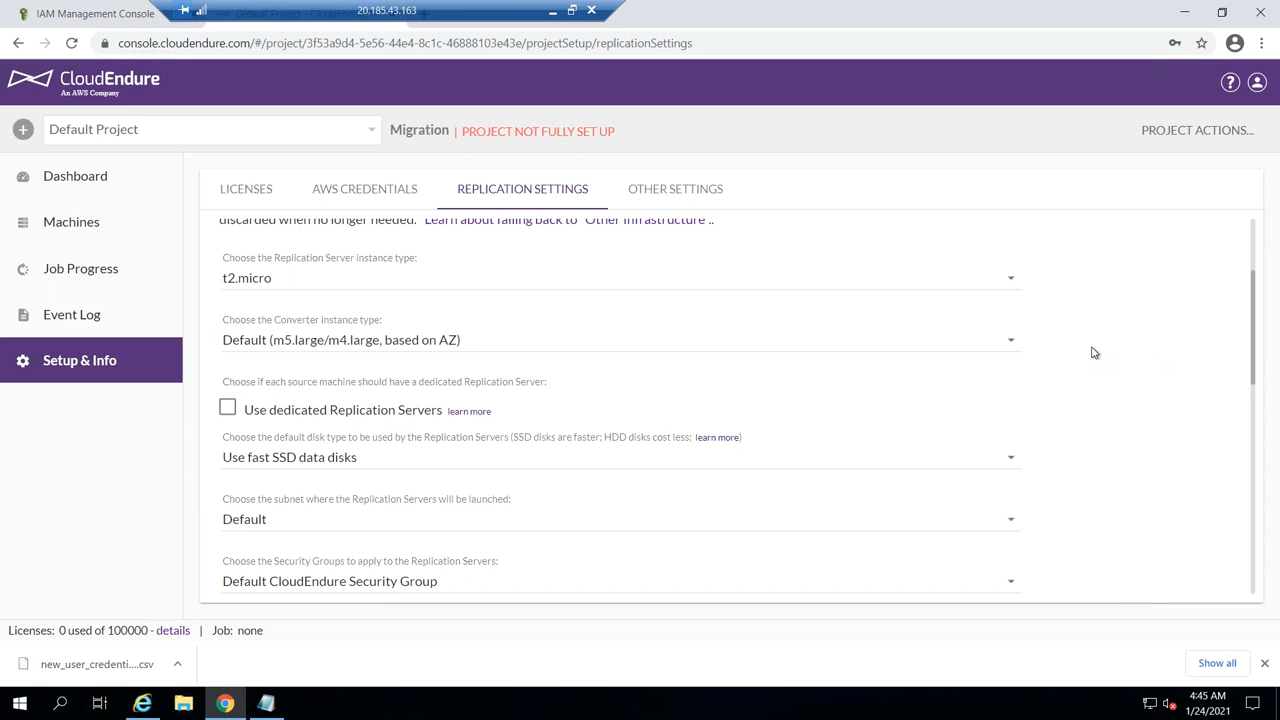 IAM Management Console
Default Project - CloudEndure
20.185.43.163
Migration
console.cloudendure.com/#/project/3f53a9d4-5e56-44e4-8c1c-46888103e43e/projectSetup/replicationSettings
CloudEndure
An AWS Company
?
Default Project
Migration | PROJECT NOT FULLY SET UP
PROJECT ACTIONS...
Dashboard
Machines
Job Progress
Event Log
Setup & Info
LICENSES
AWS CREDENTIALS
REPLICATION SETTINGS
OTHER SETTINGS
discarded when no longer needed. Learn about failing back to "Other Infrastructure"..
Choose the Replication Server instance type:
t2.micro
Choose the Converter instance type:
Default (m5.large/m4.large, based on AZ)
Choose if each source machine should have a dedicated Replication Server:
Use dedicated Replication Servers learn more
Choose the default disk type to be used by the Replication Servers (SSD disks are faster; HDD disks cost less; learn more)
Use fast SSD data disks
Choose the subnet where the Replication Servers will be launched:
Default
Choose the Security Groups to apply to the Replication Servers:
Default CloudEndure Security Group
Licenses: 0 used of 100000 - details | Job: none
new_user_credenti....csv
Show all
4:45 AM
1/24/2021